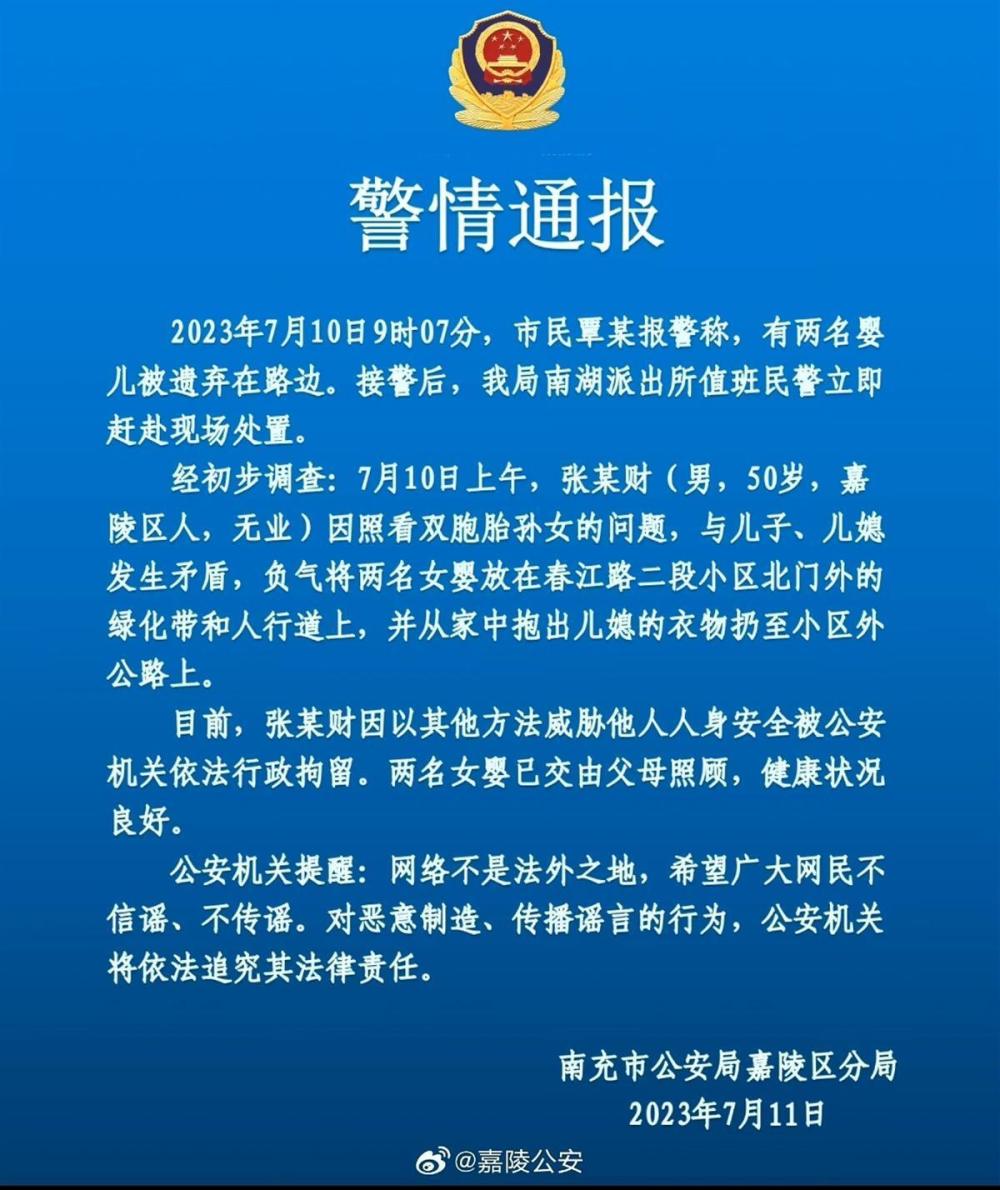 警情通报
2023年7月10日9时07分，市民覃某报警称，有两名婴
儿被遗弃在路边。接警后，我局南湖派出所值班民警立即
赶赴现场处置。
经初步调查：7月10日上午，张某财（男，50岁，嘉
陵区人，无业）因照看双胞胎孙女的问题，与儿子、儿媳
发生矛盾，负气将两名女婴放在春江路二段小区北门外的
绿化带和人行道上，并从家中抱出儿媳的衣物扔至小区外
公路上。
目前，张某财因以其他方法威胁他人人身安全被公安
机关依法行政拘留。两名女婴已交由父母照顾，健康状况
良好。
公安机关提醒：网络不是法外之地，希望广大网民不
信谣、不传谣。对恶意制造、传播谣言的行为，公安机关
将依法追究其法律责任。
南充市公安局嘉陵区分局
2023年7月11日
@嘉陵公安